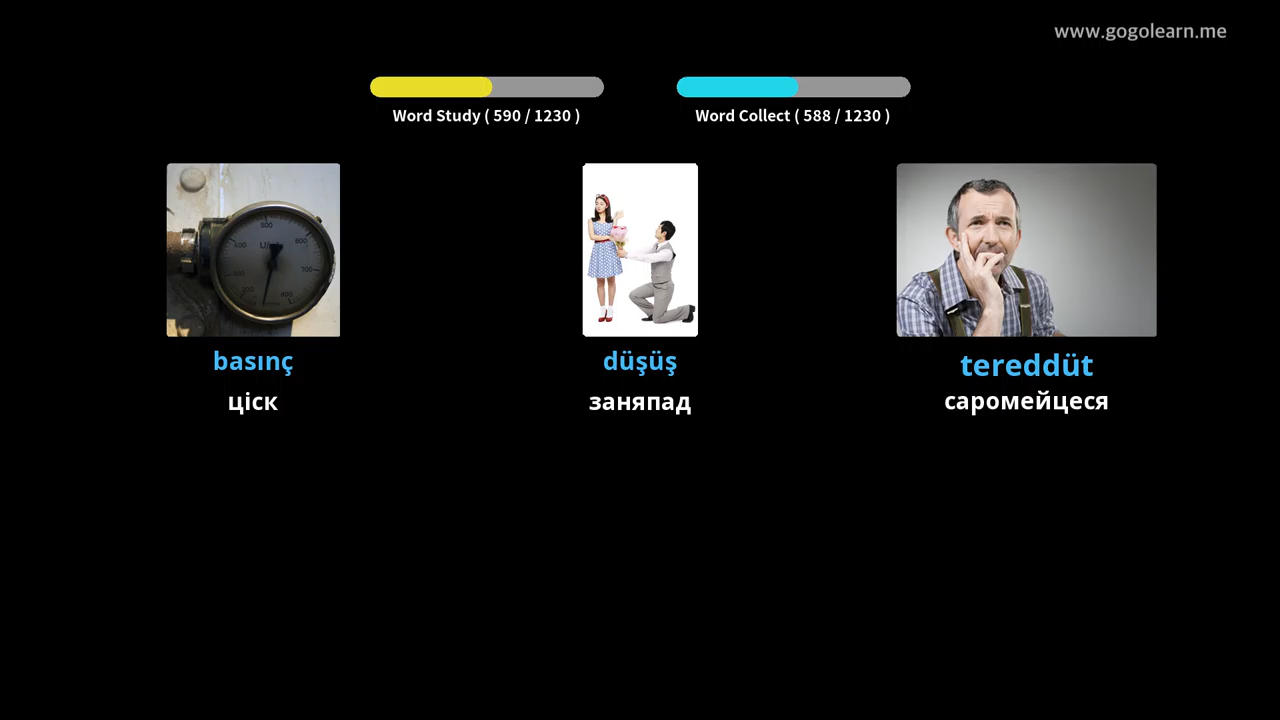 www.gogolearn.me
Word Study ( 590 / 1230 )
Word Collect ( 588 / 1230 )
basınç
düşüş
tereddüt
ціск
заняпад
саромейцеся